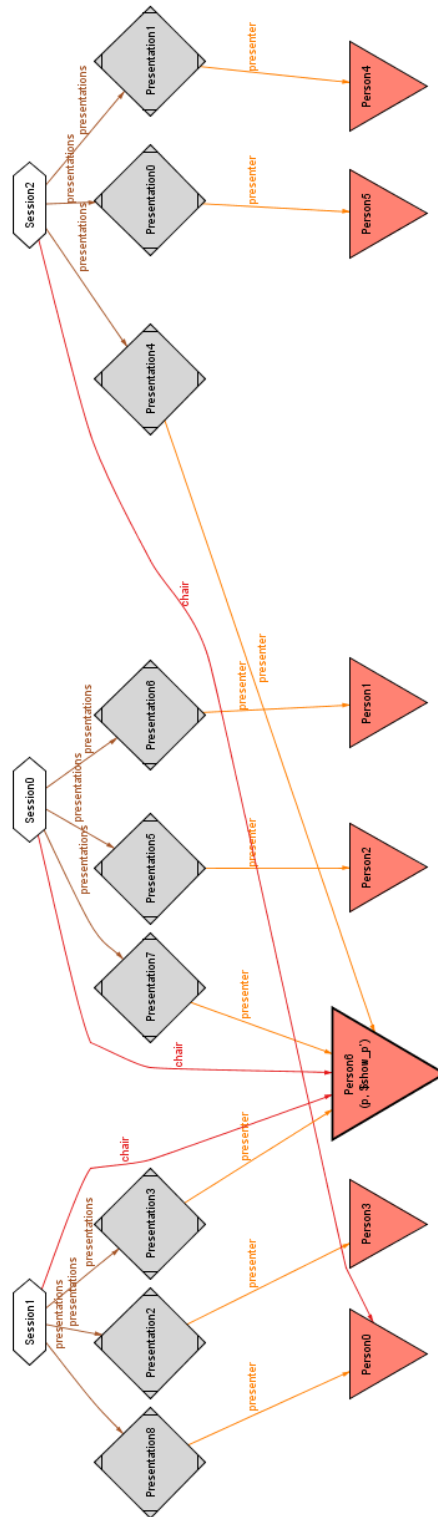 Session1
Session0
Session2
presentations
presentations
presentations
presentations
presentations
presentations
presentations
presentations
presentations
Presentation8
Presentation2
Presentation3
Presentation7
Presentation5
Presentation6
Presentation4
Presentation0
Presentation1
chair
chair
chair
presenter
presenter
presenter
presenter
presenter
presenter
presenter
presenter
presenter
Person0
Person3
Person6
(p, $show_p')
Person2
Person1
Person5
Person4